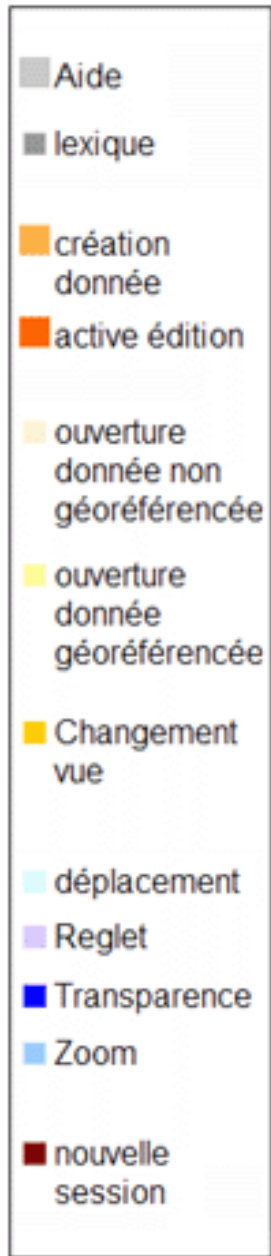 Aide
lexique
création
donnée
active édition
ouverture
donnée non
géoréférencée
ouverture
donnée
géoréférencée
Changement
vue
déplacement
Reglet
Transparence
Zoom
nouvelle
session